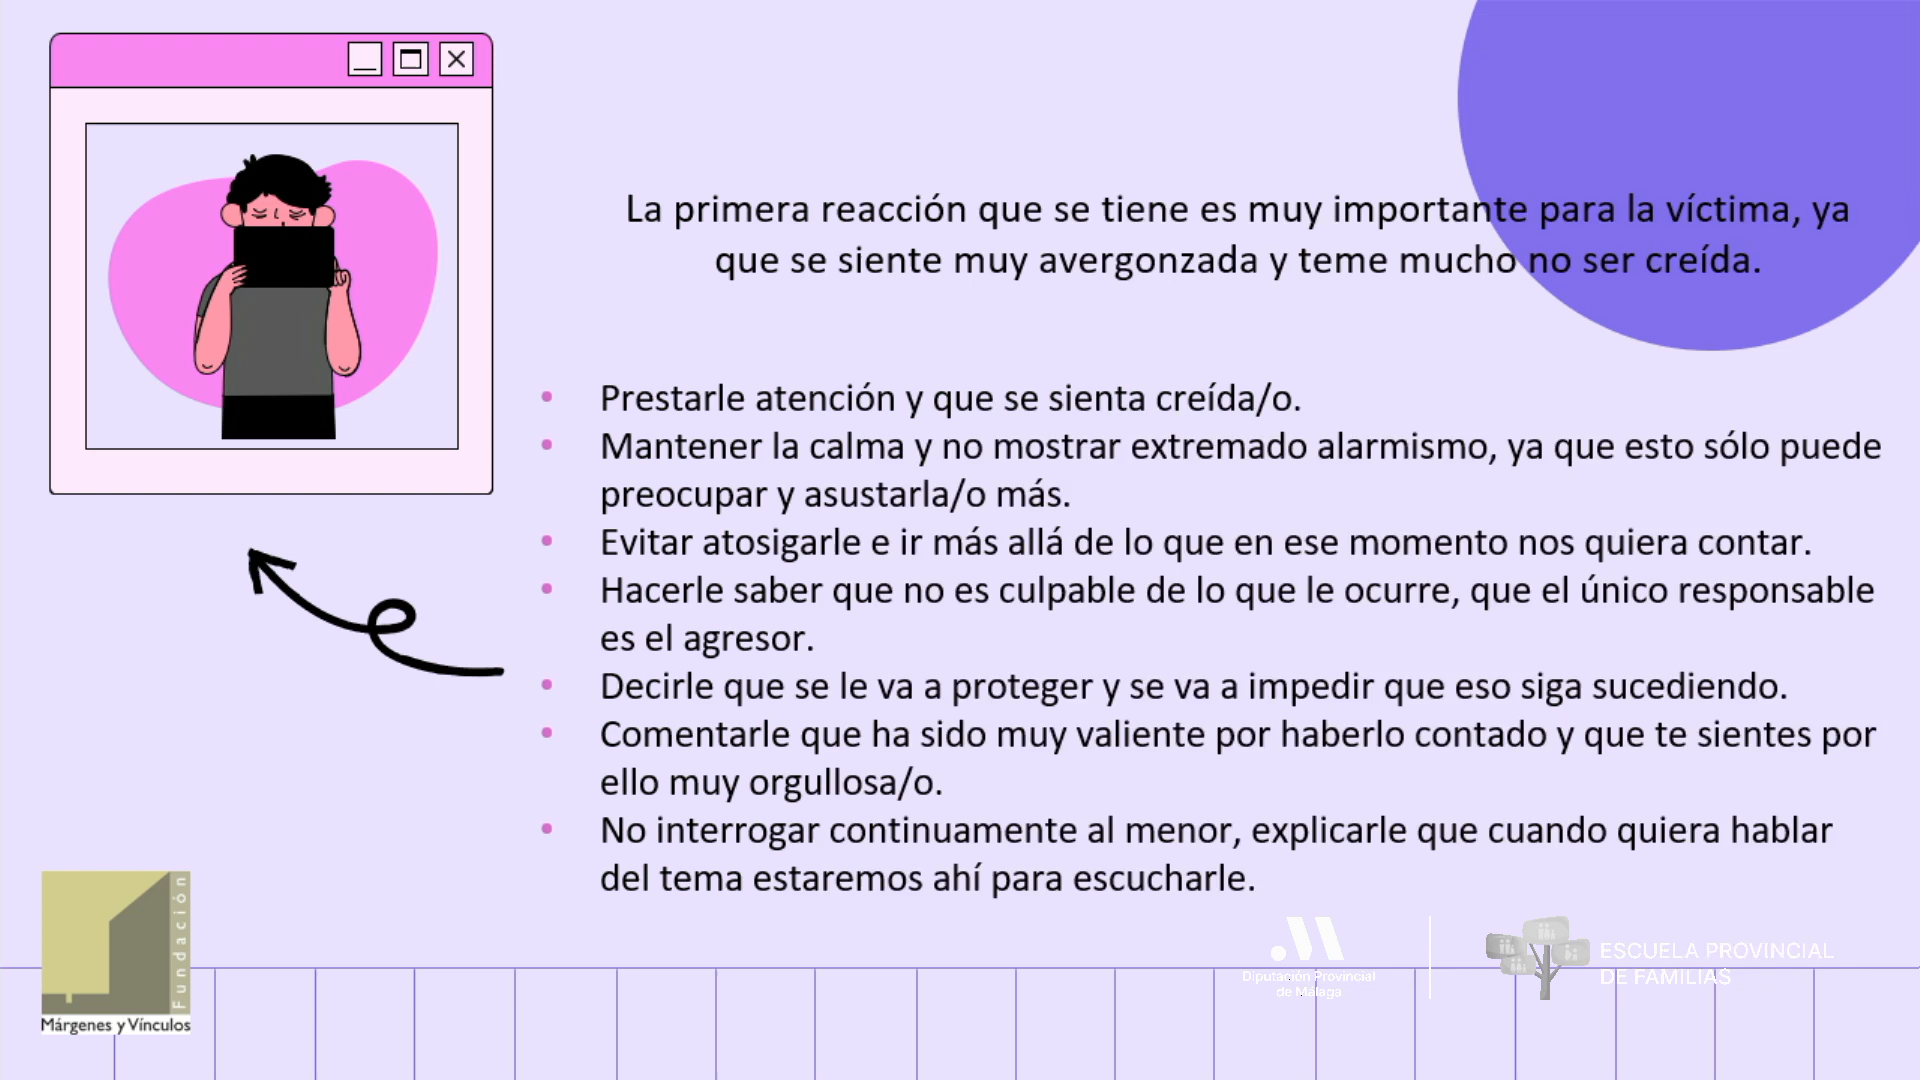 La primera reacción que se tiene es muy importante para la víctima, ya
que se siente muy avergonzada y teme mucho no ser creída.
• Prestarle atención y que se sienta creída/o.
• Mantener la calma y no mostrar extremado alarmismo, ya que esto sólo puede
preocupar y asustarla/o más.
• Evitar atosigarle e ir más allá de lo que en ese momento nos quiera contar.
• Hacerle saber que no es culpable de lo que le ocurre, que el único responsable
es el agresor.
• Decirle que se le va a proteger y se va a impedir que eso siga sucediendo.
• Comentarle que ha sido muy valiente por haberlo contado y que te sientes por
ello muy orgullosa/o.
• No interrogar continuamente al menor, explicarle que cuando quiera hablar
del tema estaremos ahí para escucharle.
Fundación
Márgenes y Vínculos
Diputación Provincial
de Málaga
ESCUELA PROVINCIAL
DE FAMILIAS